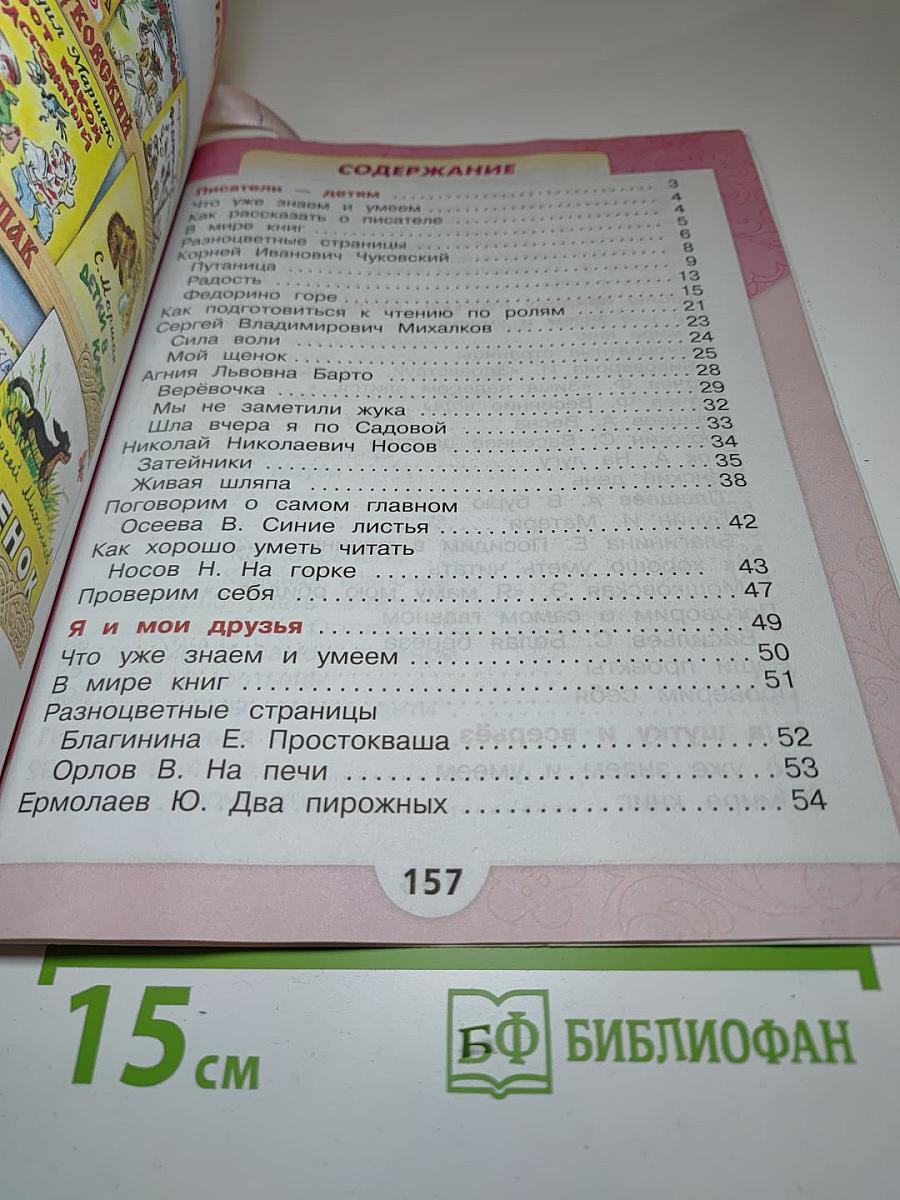 СОДЕРЖАНИЕ
Писатели — детям ... 3
Что уже знаем и умеем ... 4
Как рассказать о писателе ... 4
В мире книг ... 5
Разноцветные страницы ... 6
Корней Иванович Чуковский ... 8
Путаница ... 9
Радость ... 13
Федорино горе ... 15
Как подготовиться к чтению по ролям ... 21
Сергей Владимирович Михалков ... 23
Сила воли ... 24
Мой щенок ... 25
Агния Львовна Барто ... 28
Верёвочка ... 29
Мы не заметили жука ... 32
Шла вчера я по Садовой ... 33
Николай Николаевич Носов ... 34
Затейники ... 35
Живая шляпа ... 38
Поговорим о самом главном
Осеева В. Синие листья ... 42
Как хорошо уметь читать
Носов Н. На горке ... 43
Проверим себя ... 47
Я и мои друзья ... 49
Что уже знаем и умеем ... 50
В мире книг ... 51
Разноцветные страницы
Благинина Е. Простокваша ... 52
Орлов В. На печи ... 53
Ермолаев Ю. Два пирожных ... 54
157
15 см
БФ БИБЛИОФАН
Маршак
ВОТ КАКОЙ
РАССЕЯННЫЙ
С. Маршак
ДЕТКИ В